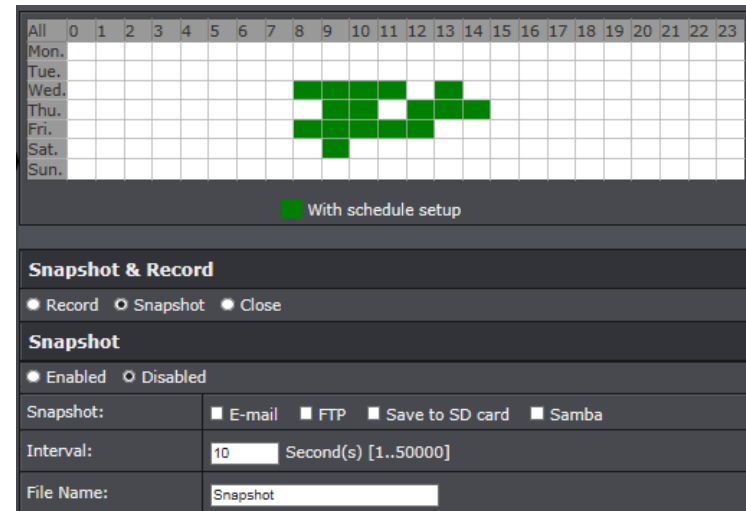 All 0 1 2 3 4 5 6 7 8 9 10 11 12 13 14 15 16 17 18 19 20 21 22 23
Mon.
Tue.
Wed.
Thu.
Fri.
Sat.
Sun.
With schedule setup
Snapshot & Record
Record Snapshot Close
Snapshot
Enabled Disabled
Snapshot: E-mail FTP Save to SD card Samba
Interval: 10 Second(s) [1..50000]
File Name: Snapshot